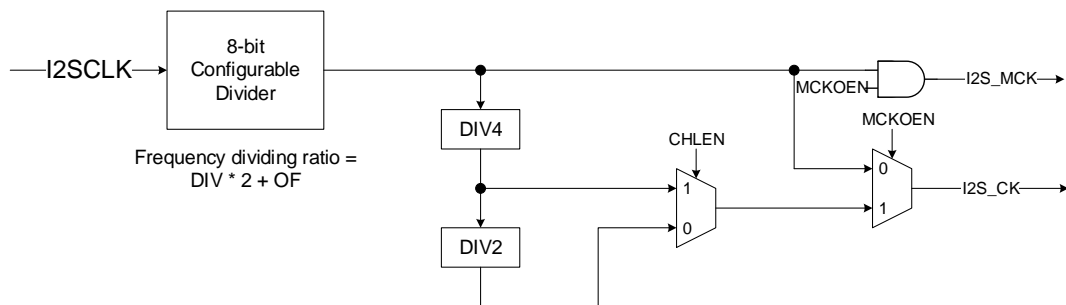 I2SCLK
8-bit
Configurable
Divider
Frequency dividing ratio =
DIV * 2 + OF
DIV4
DIV2
CHLEN
1
0
MCKOEN
I2S_MCK
MCKOEN
0
1
I2S_CK